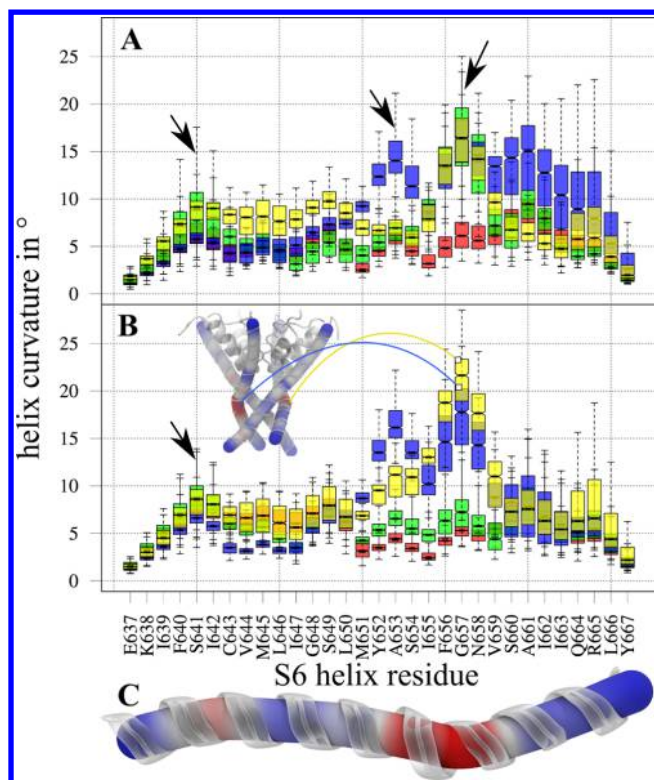 A
25
20
15
10
5
0
B
25
20
15
10
5
0
helix curvature in °
E637
K638
I639
F640
S641
I642
C643
V644
M645
L646
I647
G648
S649
L650
M651
Y652
A653
S654
I655
F656
G657
N658
V659
S660
A661
I662
I663
Q664
R665
L666
Y667
S6 helix residue
C